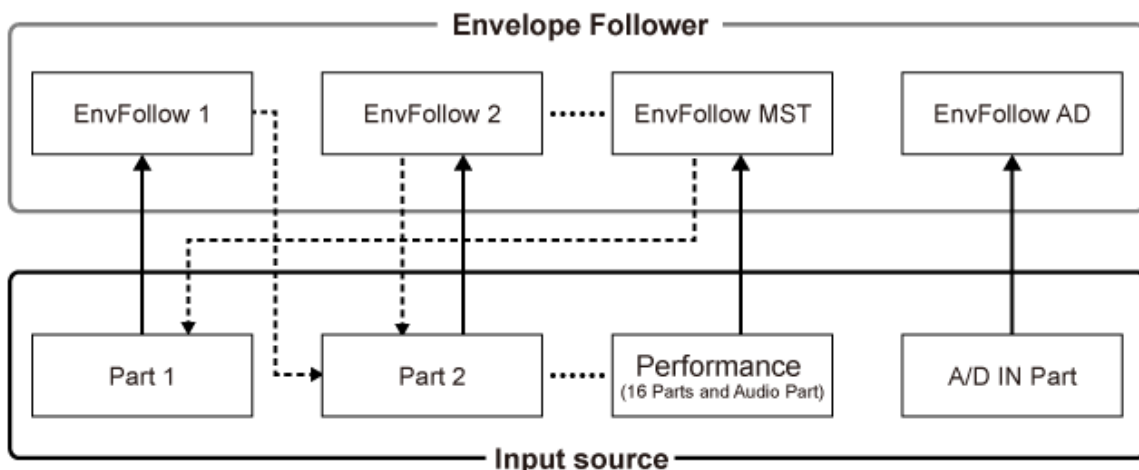 Envelope Follower
EnvFollow 1
EnvFollow 2
EnvFollow MST
EnvFollow AD
Part 1
Part 2
Performance
(16 Parts and Audio Part)
A/D IN Part
Input source